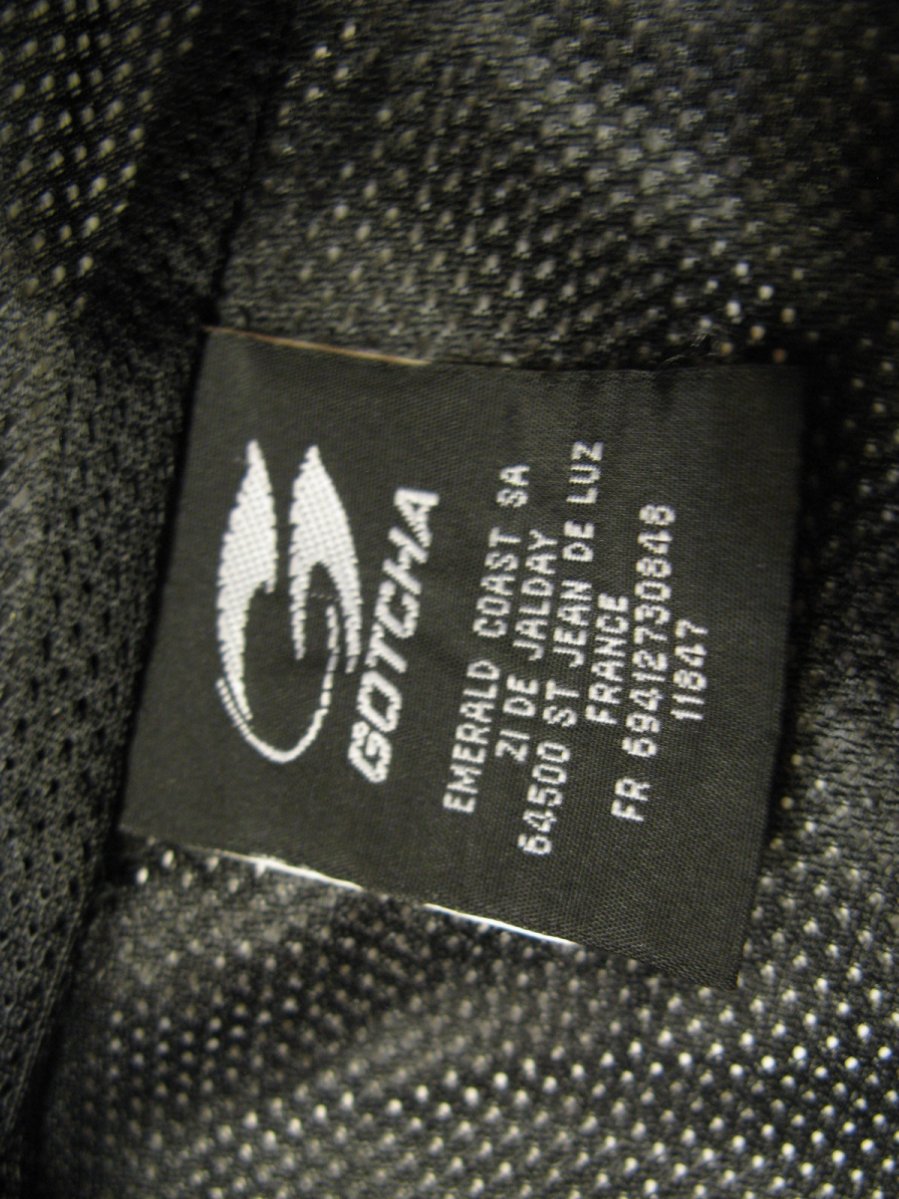 GOTCHA
EMERALD COAST SA
ZI DE JALDAY
64500 ST JEAN DE LUZ
FRANCE
FR 69412730848
11847